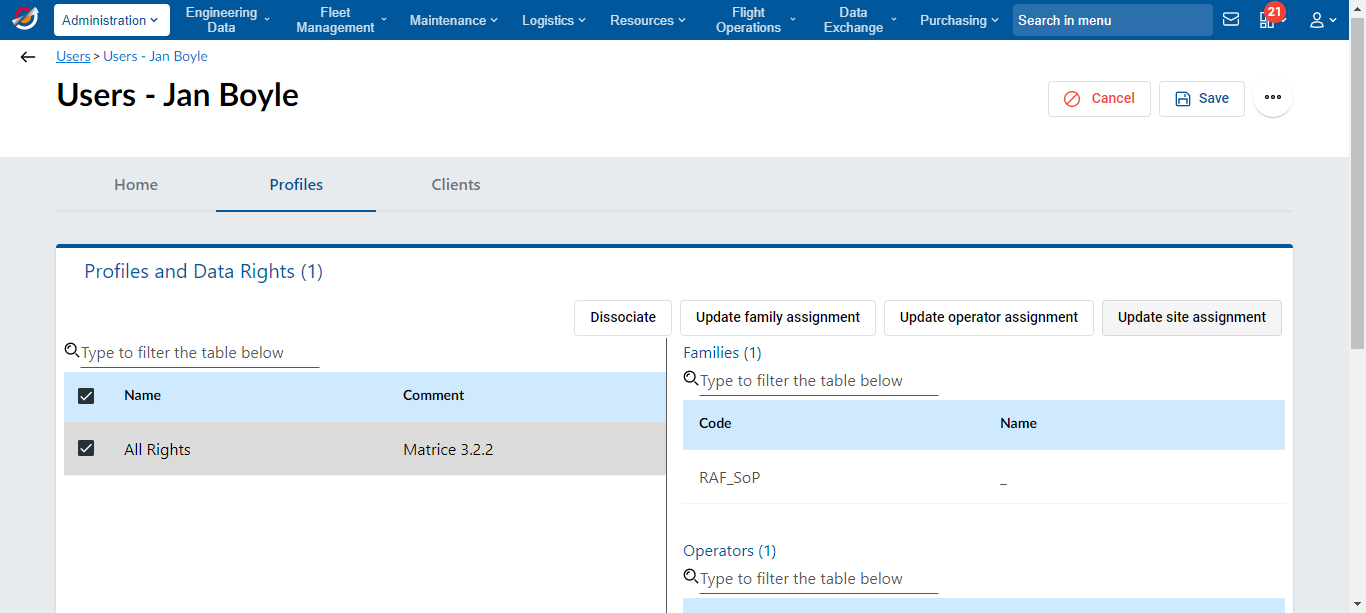 Administration
Engineering
Data
Fleet
Management
Maintenance
Logistics
Resources
Flight
Operations
Data
Exchange
Purchasing
Search in menu
21
Users > Users - Jan Boyle
Users - Jan Boyle
Cancel
Save
Home
Profiles
Clients
Profiles and Data Rights (1)
Dissociate
Update family assignment
Update operator assignment
Update site assignment
Type to filter the table below
Name
Comment
All Rights
Matrice 3.2.2
Families (1)
Type to filter the table below
Code
Name
RAF_SoP
_
Operators (1)
Type to filter the table below